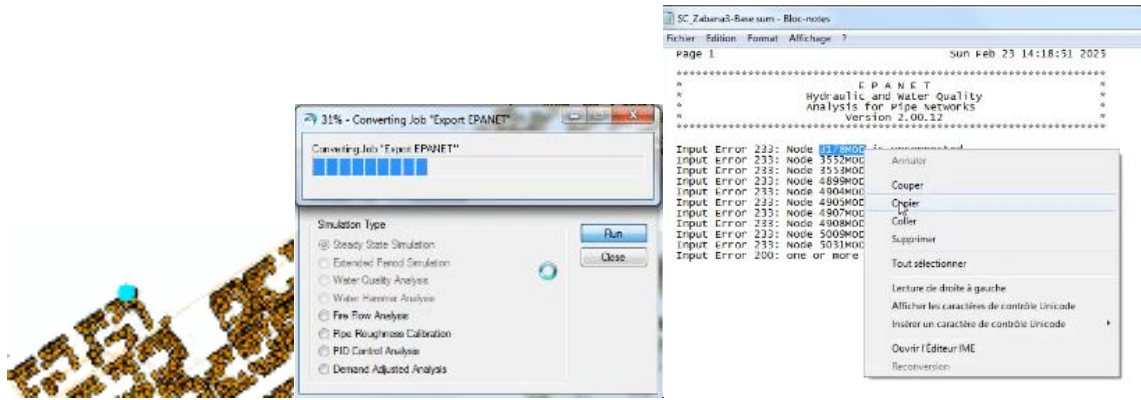 31% - Converting Job "Export EPANET"
Converting Job "Export EPANET"
Simulation Type
Steady State Simulation
Extended Period Simulation
Water Quality Analysis
Water Hammer Analysis
Fire Flow Analysis
Pipe Roughness Calibration
PID Control Analysis
Demand Adjusted Analysis
Run
Close
SC_Zabana3-Base.sum - Bloc-notes
Fichier Edition Format Affichage ?
Page 1 Sun Feb 23 14:18:51 2025
******************************************************************
* E P A N E T *
* Hydraulic and Water Quality *
* Analysis for Pipe Networks *
* Version 2.00.12 *
******************************************************************
Input Error 233: Node 3178MOD is unconnected
Input Error 233: Node 3552MOD
Input Error 233: Node 3553MOD
Input Error 233: Node 4899MOD
Input Error 233: Node 4904MOD
Input Error 233: Node 4905MOD
Input Error 233: Node 4907MOD
Input Error 233: Node 4908MOD
Input Error 233: Node 5009MOD
Input Error 233: Node 5031MOD
Input Error 200: one or more
Annuler
Couper
Copier
Coller
Supprimer
Tout sélectionner
Lecture de droite à gauche
Afficher les caractères de contrôle Unicode
Insérer un caractère de contrôle Unicode
Ouvrir l'Éditeur IME
Reconversion